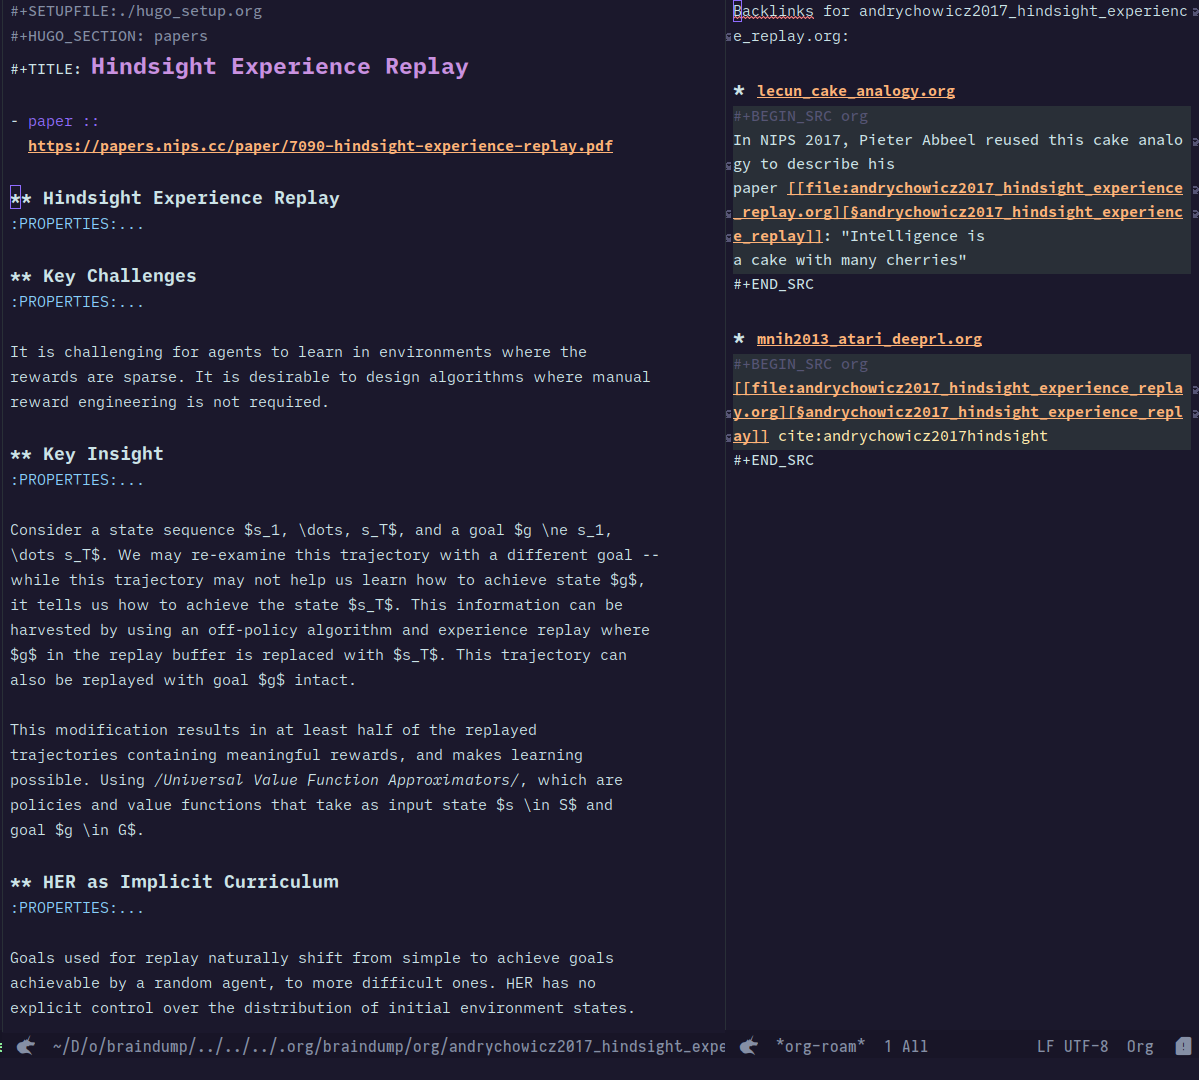 #+SETUPFILE:./hugo_setup.org
#+HUGO_SECTION: papers
#+TITLE: Hindsight Experience Replay
- paper ::
https://papers.nips.cc/paper/7090-hindsight-experience-replay.pdf
** Hindsight Experience Replay
:PROPERTIES:...
** Key Challenges
:PROPERTIES:...
It is challenging for agents to learn in environments where the
rewards are sparse. It is desirable to design algorithms where manual
reward engineering is not required.
** Key Insight
:PROPERTIES:...
Consider a state sequence $s_1, \dots, s_T$, and a goal $g \ne s_1,
\dots s_T$. We may re-examine this trajectory with a different goal --
while this trajectory may not help us learn how to achieve state $g$,
it tells us how to achieve the state $s_T$. This information can be
harvested by using an off-policy algorithm and experience replay where
$g$ in the replay buffer is replaced with $s_T$. This trajectory can
also be replayed with goal $g$ intact.
This modification results in at least half of the replayed
trajectories containing meaningful rewards, and makes learning
possible. Using /Universal Value Function Approximators/, which are
policies and value functions that take as input state $s \in S$ and
goal $g \in G$.
** HER as Implicit Curriculum
:PROPERTIES:...
Goals used for replay naturally shift from simple to achieve goals
achievable by a random agent, to more difficult ones. HER has no
explicit control over the distribution of initial environment states.
~/D/o/braindump/../../../.org/braindump/org/andrychowicz2017_hindsight_expe
Backlinks for andrychowicz2017_hindsight_experienc
e_replay.org:
* lecun_cake_analogy.org
#+BEGIN_SRC org
In NIPS 2017, Pieter Abbeel reused this cake analo
gy to describe his
paper [[file:andrychowicz2017_hindsight_experience
_replay.org][§andrychowicz2017_hindsight_experienc
e_replay]]: "Intelligence is
a cake with many cherries"
#+END_SRC
* mnih2013_atari_deeprl.org
#+BEGIN_SRC org
[[file:andrychowicz2017_hindsight_experience_repla
y.org][§andrychowicz2017_hindsight_experience_repl
ay]] cite:andrychowicz2017hindsight
#+END_SRC
*org-roam* 1 All LF UTF-8 Org